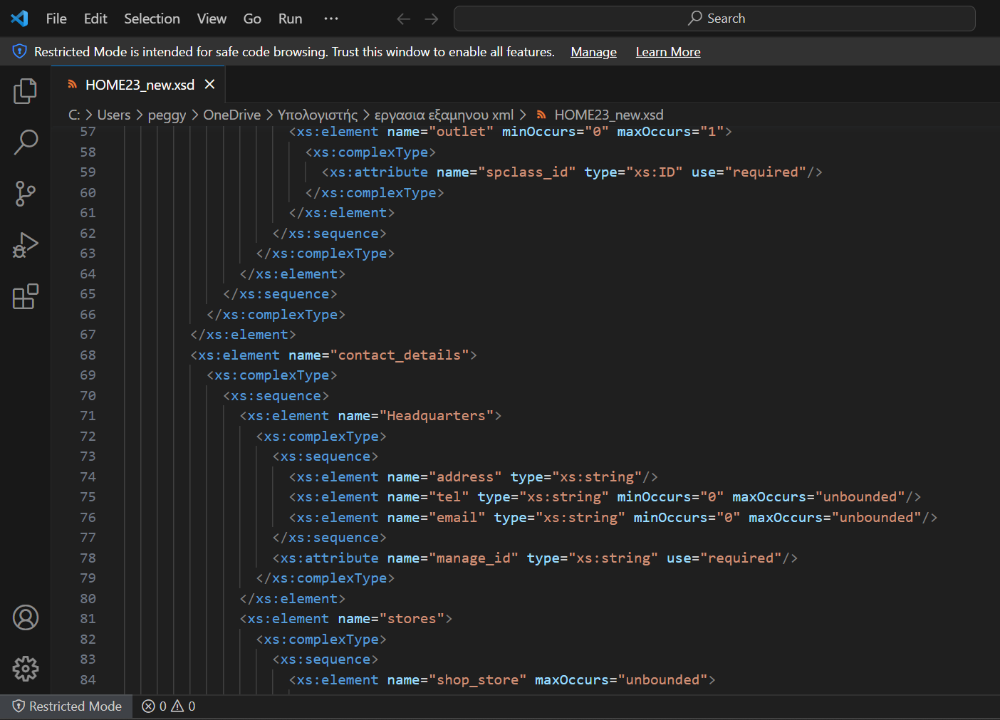 File Edit Selection View Go Run ··· Search
Restricted Mode is intended for safe code browsing. Trust this window to enable all features. Manage Learn More
HOME23_new.xsd
C: > Users > peggy > OneDrive > Υπολογιστής > εργασια εξαμηνου xml > HOME23_new.xsd
57 <xs:element name="outlet" minOccurs="0" maxOccurs="1">
58 <xs:complexType>
59 <xs:attribute name="spclass_id" type="xs:ID" use="required"/>
60 </xs:complexType>
61 </xs:element>
62 </xs:sequence>
63 </xs:complexType>
64 </xs:element>
65 </xs:sequence>
66 </xs:complexType>
67 </xs:element>
68 <xs:element name="contact_details">
69 <xs:complexType>
70 <xs:sequence>
71 <xs:element name="Headquarters">
72 <xs:complexType>
73 <xs:sequence>
74 <xs:element name="address" type="xs:string"/>
75 <xs:element name="tel" type="xs:string" minOccurs="0" maxOccurs="unbounded"/>
76 <xs:element name="email" type="xs:string" minOccurs="0" maxOccurs="unbounded"/>
77 </xs:sequence>
78 <xs:attribute name="manage_id" type="xs:string" use="required"/>
79 </xs:complexType>
80 </xs:element>
81 <xs:element name="stores">
82 <xs:complexType>
83 <xs:sequence>
84 <xs:element name="shop_store" maxOccurs="unbounded">
Restricted Mode 0 0